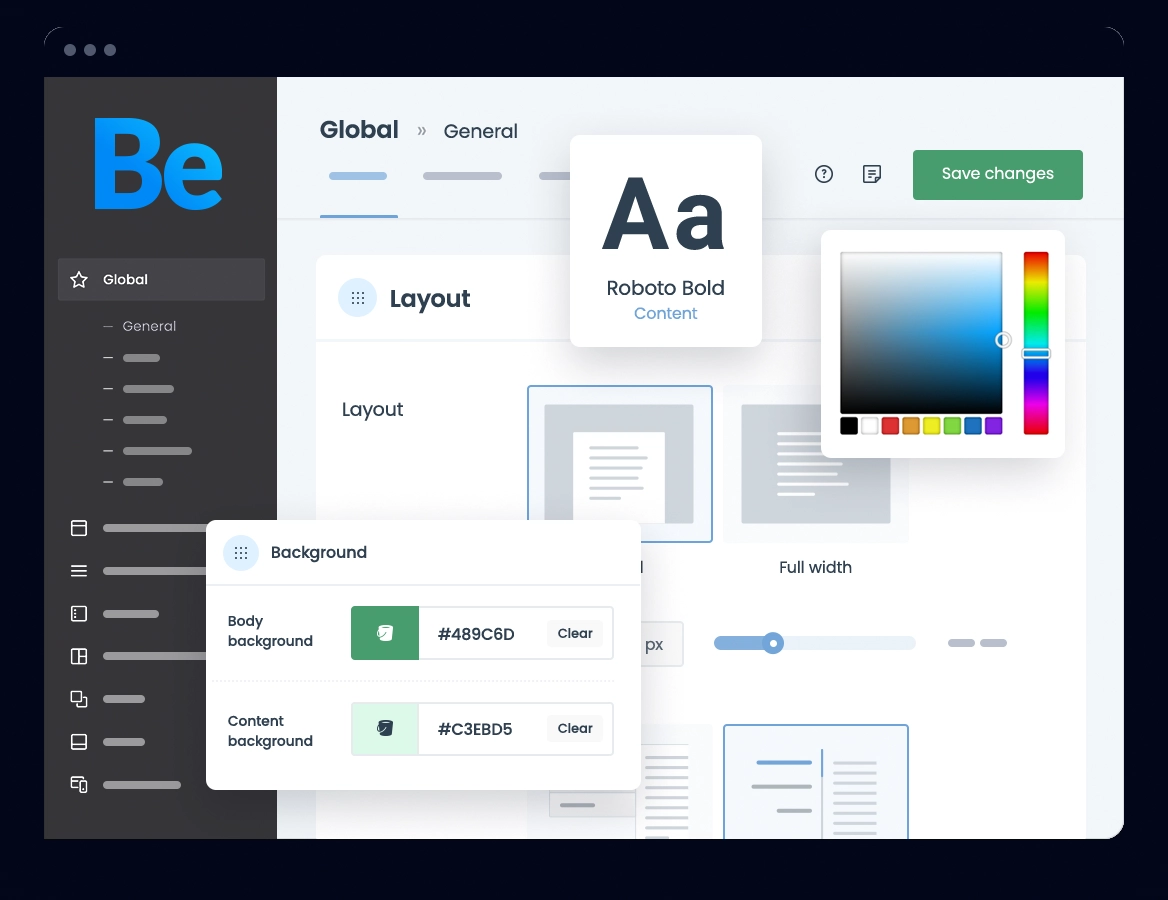 Be
Global
General
Global » General
Save changes
Aa
Roboto Bold
Content
Layout
Layout
Full width
px
Background
Body
background
#489C6D
Clear
Content
background
#C3EBD5
Clear